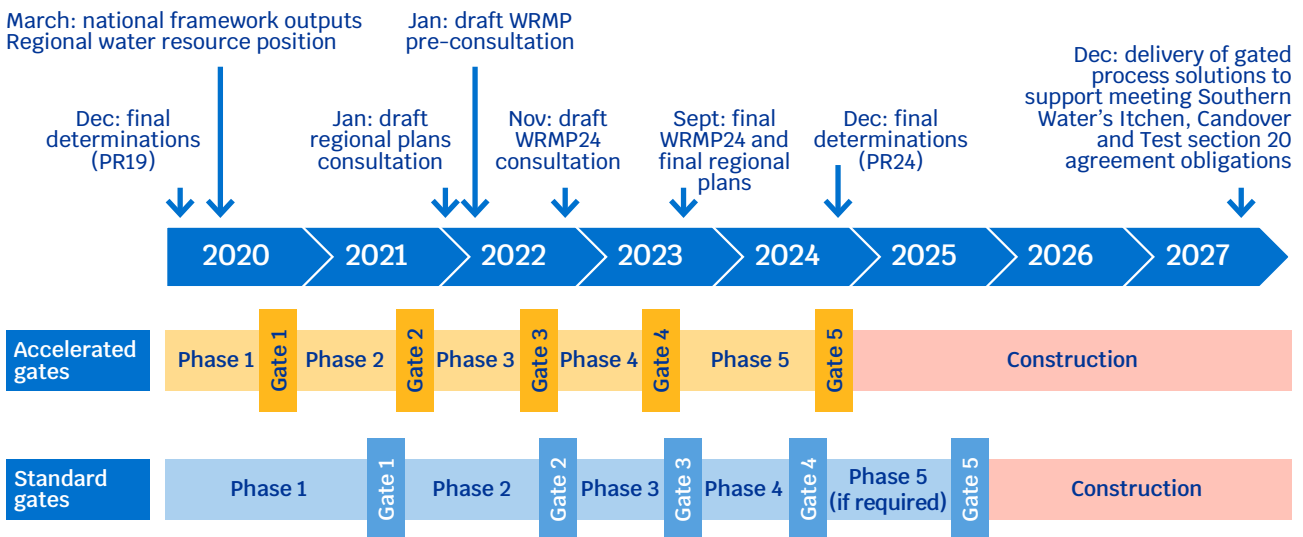 March: national framework outputs
Regional water resource position
Jan: draft WRMP
pre-consultation
Dec: final
determinations
(PR19)
Jan: draft
regional plans
consultation
Nov: draft
WRMP24
consultation
Sept: final
WRMP24 and
final regional
plans
Dec: final
determinations
(PR24)
Dec: delivery of gated
process solutions to
support meeting Southern
Water's Itchen, Candover
and Test section 20
agreement obligations
2020
2021
2022
2023
2024
2025
2026
2027
Accelerated
gates
Phase 1
Gate 1
Phase 2
Gate 2
Phase 3
Gate 3
Phase 4
Gate 4
Phase 5
Gate 5
Construction
Standard
gates
Phase 1
Gate 1
Phase 2
Gate 2
Phase 3
Gate 3
Phase 4
Gate 4
Phase 5
(if required)
Gate 5
Construction